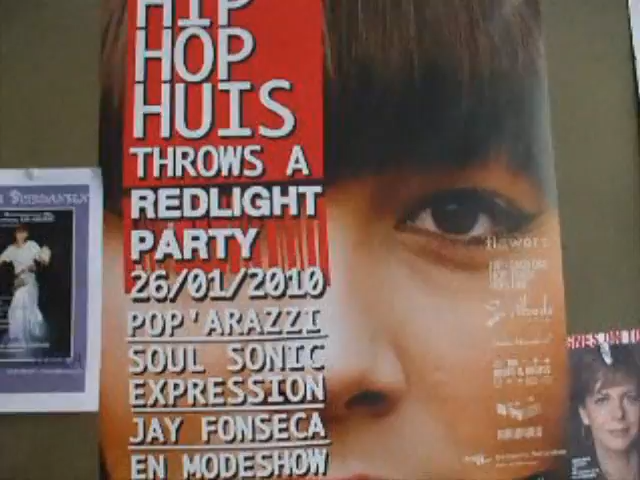 HIP
HOP
HUIS
THROWS A
REDLIGHT
PARTY
26/01/2010
POP'ARAZZI
SOUL SONIC
EXPRESSION
JAY FONSECA
EN MODESHOW